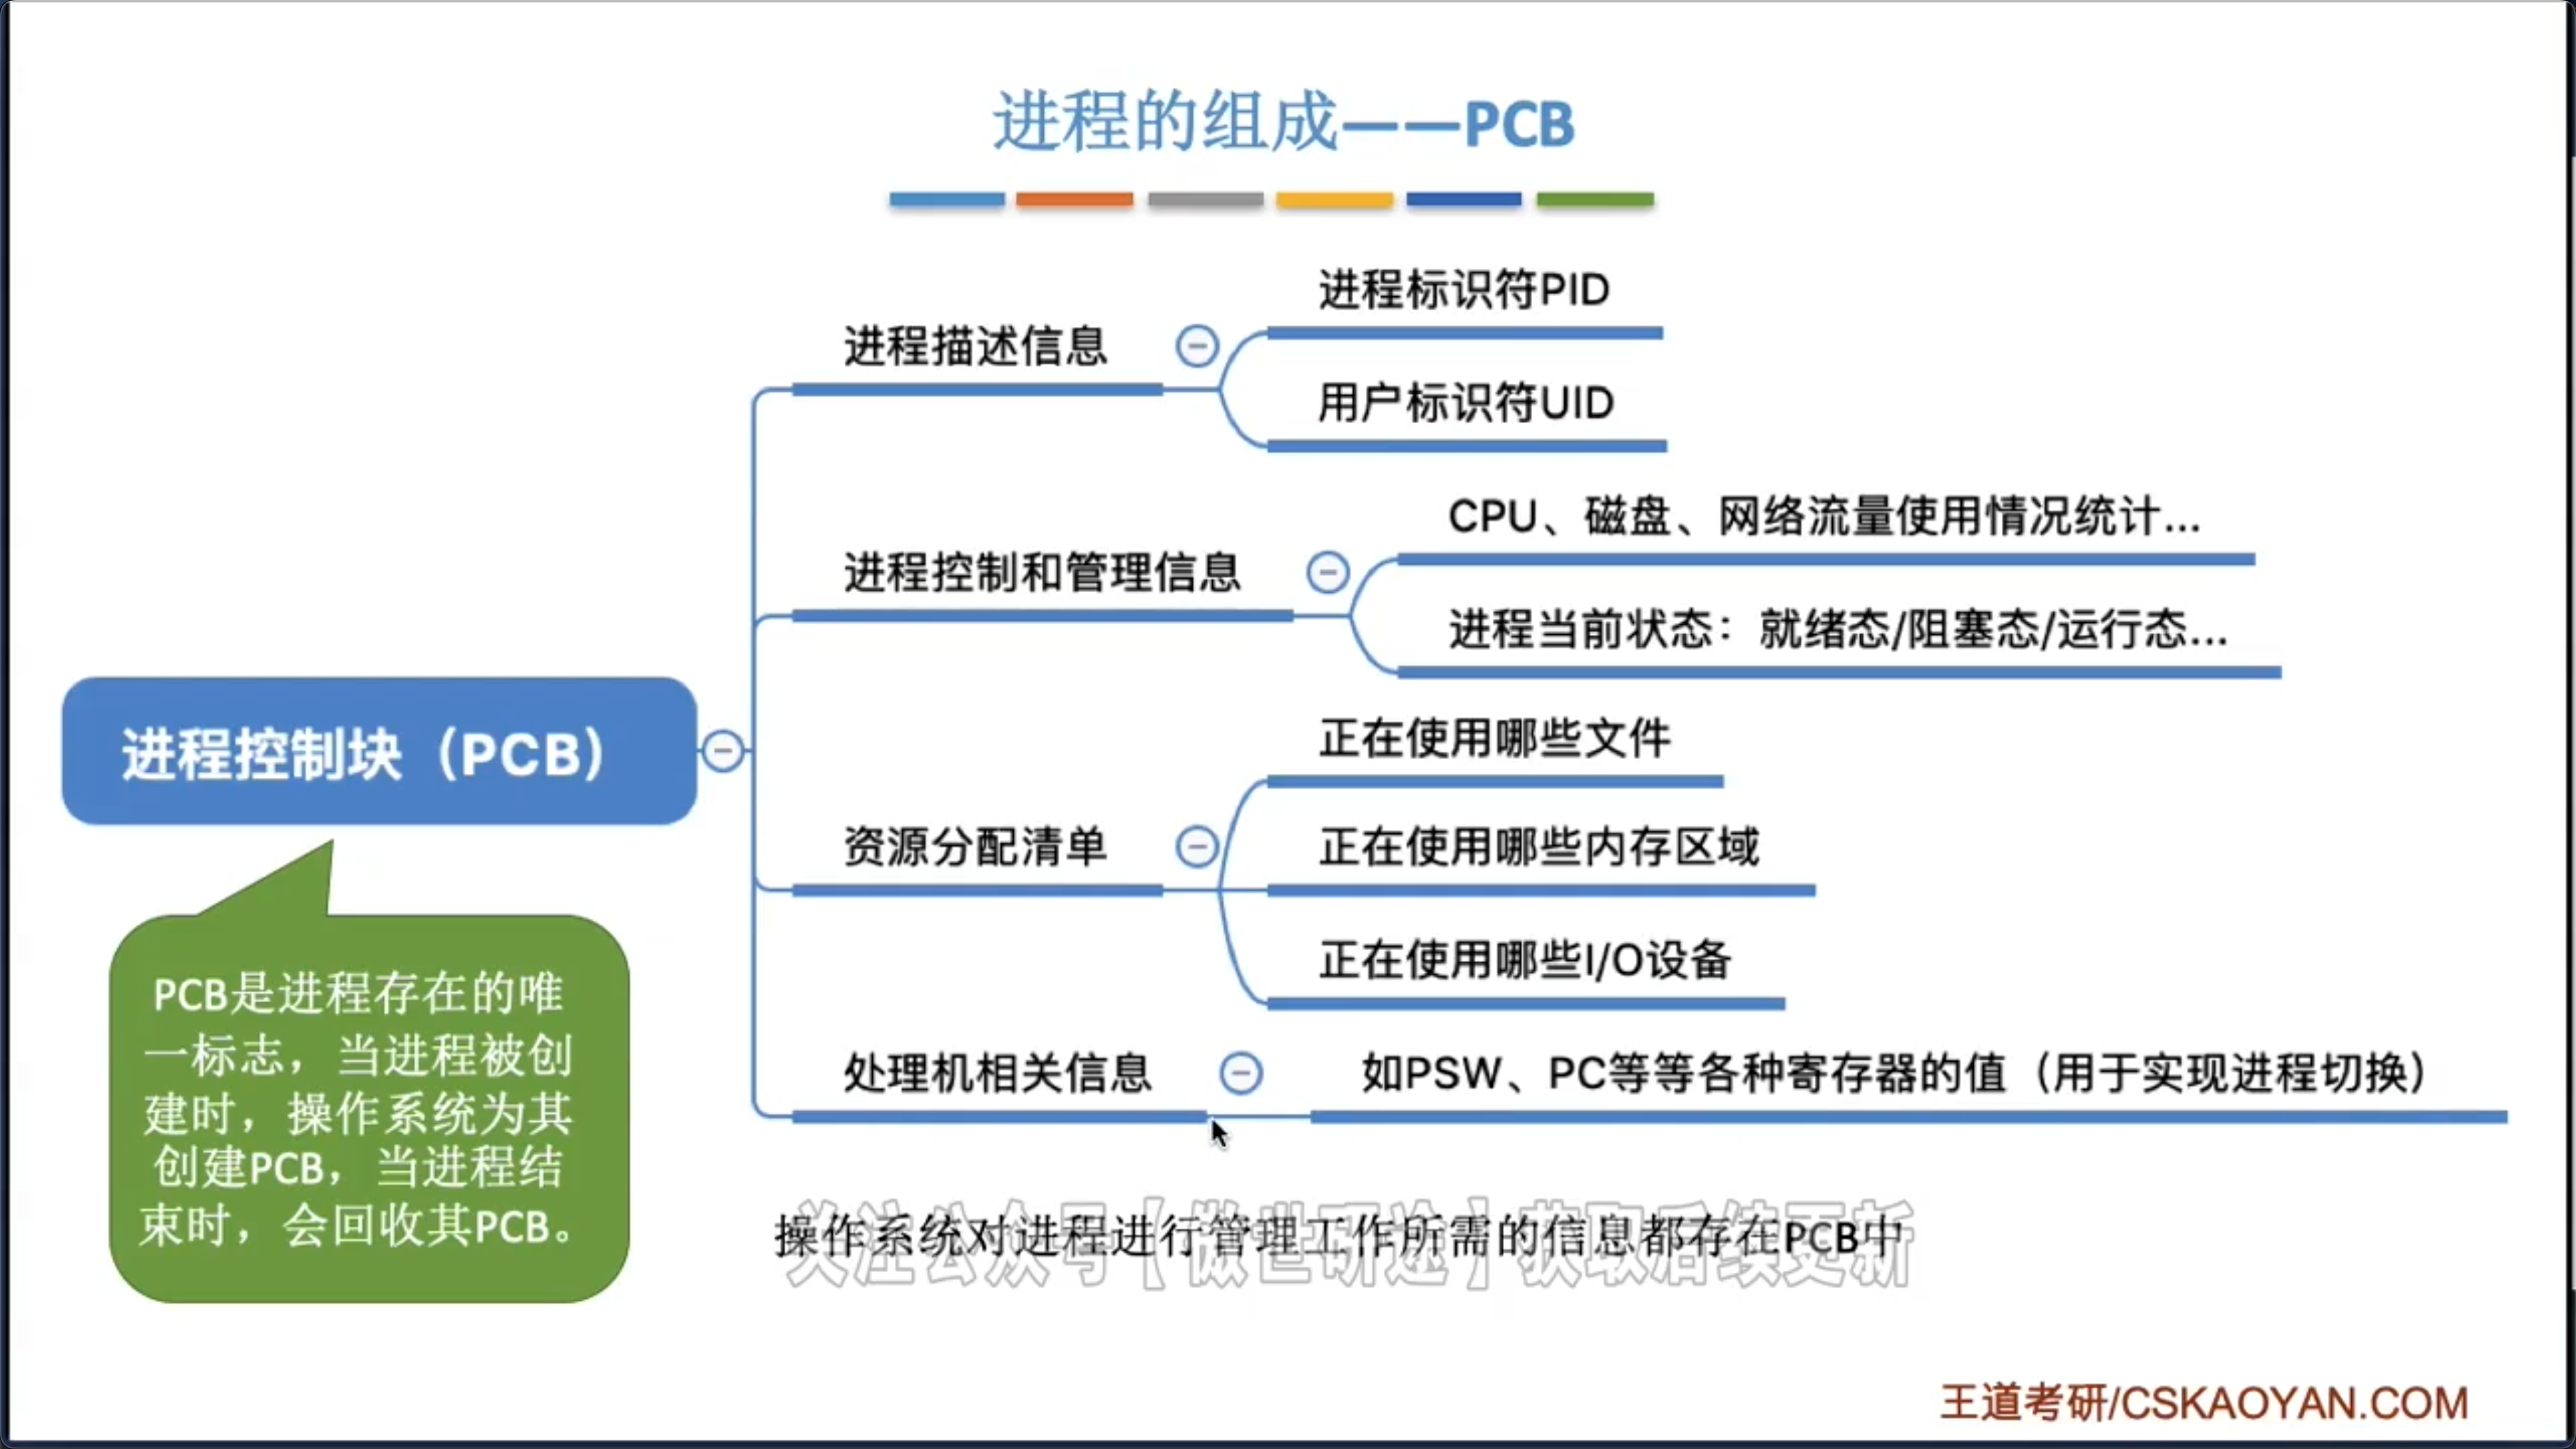 进程的组成——PCB
进程标识符PID
进程描述信息
用户标识符UID
CPU、磁盘、网络流量使用情况统计...
进程控制和管理信息
进程当前状态：就绪态/阻塞态/运行态...
进程控制块（PCB）
正在使用哪些文件
资源分配清单
正在使用哪些内存区域
正在使用哪些I/O设备
处理机相关信息
如PSW、PC等等各种寄存器的值（用于实现进程切换）
PCB是进程存在的唯
一标志，当进程被创
建时，操作系统为其
创建PCB，当进程结
束时，会回收其PCB。
操作系统对进程进行管理工作所需的信息都存在PCB中
关注公众号【傲世研途】获取后续更新
王道考研/CSKAOYAN.COM